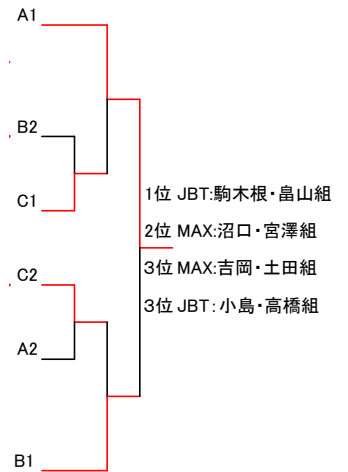 A1
B2
C1
1位 JBT:駒木根・畠山組
2位 MAX:沼口・宮澤組
3位 MAX:吉岡・土田組
C2
3位 JBT:小島・高橋組
A2
B1